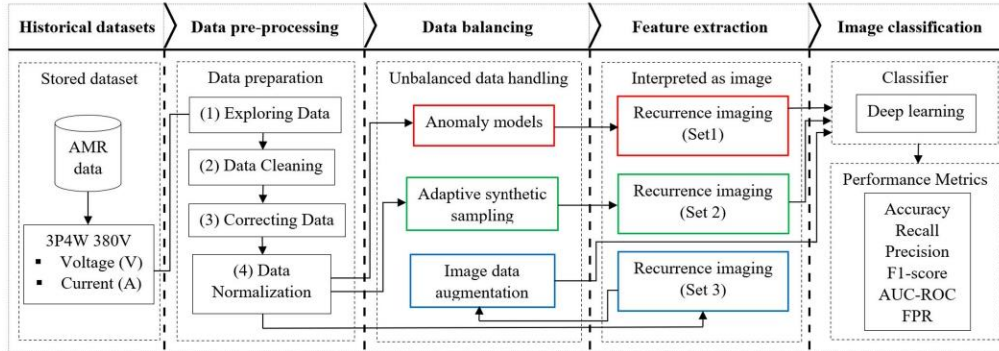 Historical datasets
Data pre-processing
Data balancing
Feature extraction
Image classification
Stored dataset
AMR
data
3P4W 380V
▪ Voltage (V)
▪ Current (A)
Data preparation
(1) Exploring Data
(2) Data Cleaning
(3) Correcting Data
(4) Data
Normalization
Unbalanced data handling
Anomaly models
Adaptive synthetic
sampling
Image data
augmentation
Interpreted as image
Recurrence imaging
(Set1)
Recurrence imaging
(Set 2)
Recurrence imaging
(Set 3)
Classifier
Deep learning
Performance Metrics
Accuracy
Recall
Precision
F1-score
AUC-ROC
FPR